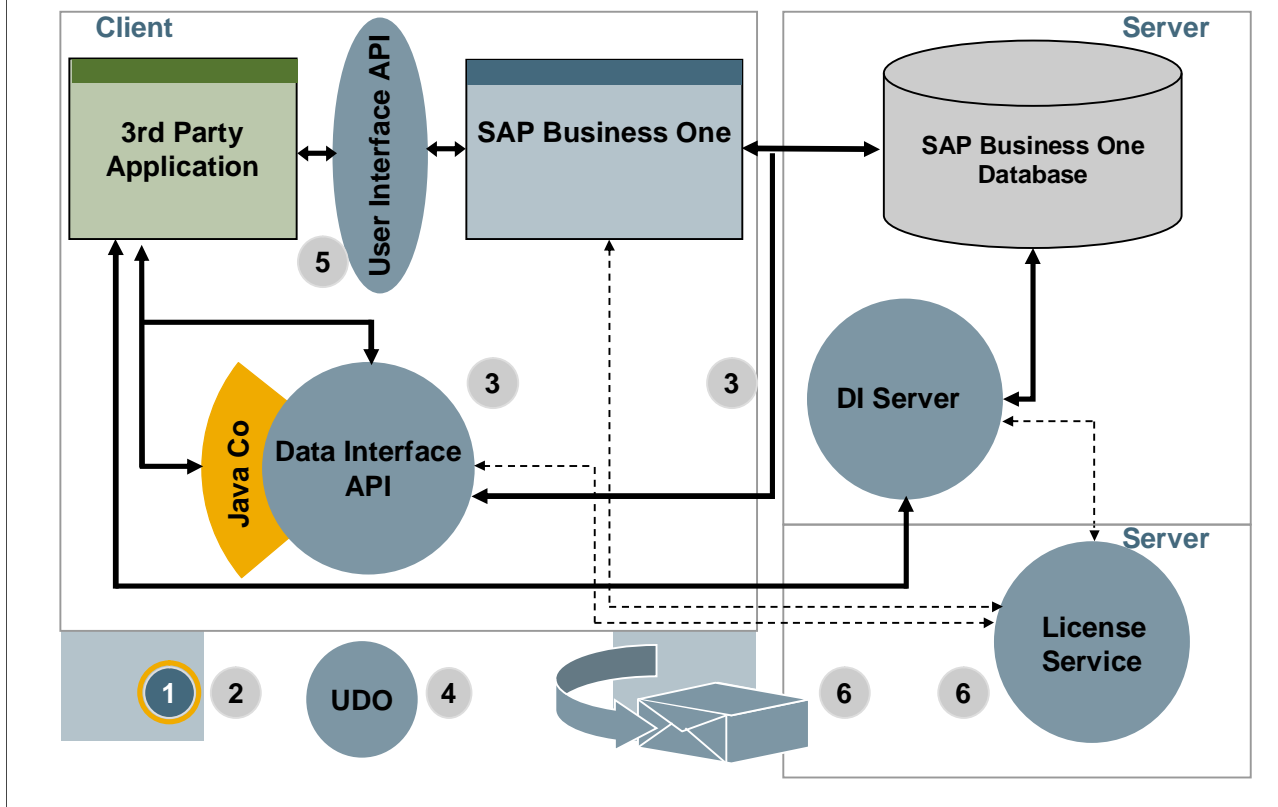 Client
Server
3rd Party
Application
User Interface API
SAP Business One
SAP Business One
Database
5
3
3
DI Server
Java Co
Data Interface
API
Server
License
Service
1
2
UDO
4
6
6